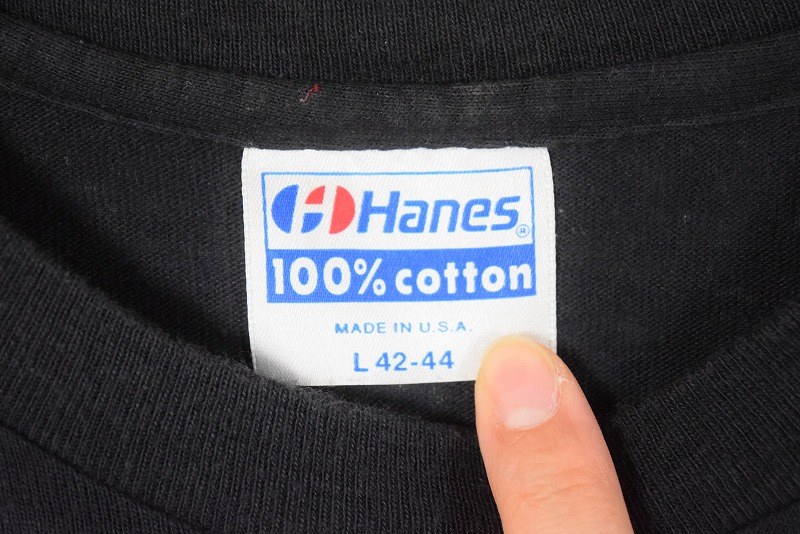 Hanes®
100% cotton
MADE IN U.S.A.
L 42-44